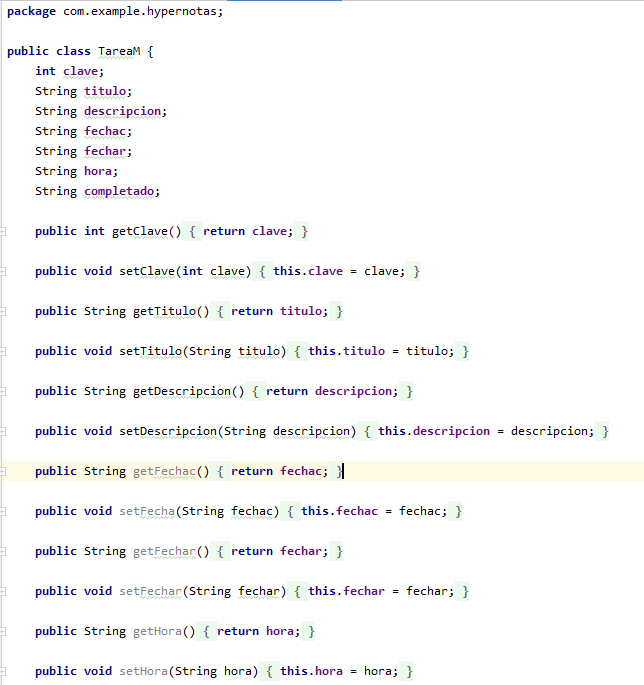 package com.example.hypernotas;
public class TareaM {
int clave;
String titulo;
String descripcion;
String fechac;
String fechar;
String hora;
String completado;
public int getClave() { return clave; }
public void setClave(int clave) { this.clave = clave; }
public String getTitulo() { return titulo; }
public void setTitulo(String titulo) { this.titulo = titulo; }
public String getDescripcion() { return descripcion; }
public void setDescripcion(String descripcion) { this.descripcion = descripcion; }
public String getFechac() { return fechac; }
public void setFecha(String fechac) { this.fechac = fechac; }
public String getFechar() { return fechar; }
public void setFechar(String fechar) { this.fechar = fechar; }
public String getHora() { return hora; }
public void setHora(String hora) { this.hora = hora; }